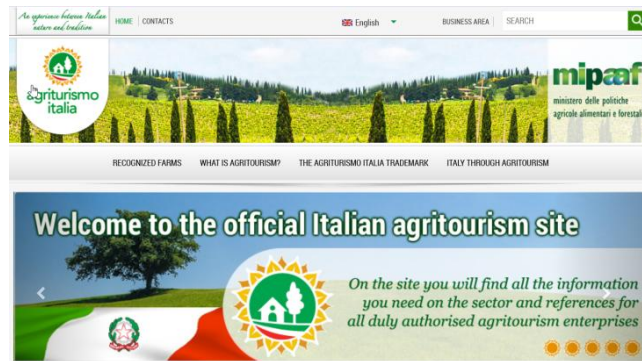 An experience between Italian
nature and tradition
HOME CONTACTS
English
BUSINESS AREA
SEARCH
agriturismo
italia
mipaaf
ministero delle politiche
agricole alimentari e forestali
RECOGNIZED FARMS WHAT IS AGRITOURISM? THE AGRITURISMO ITALIA TRADEMARK ITALY THROUGH AGRITOURISM
Welcome to the official Italian agritourism site
On the site you will find all the information
you need on the sector and references for
all duly authorised agritourism enterprises